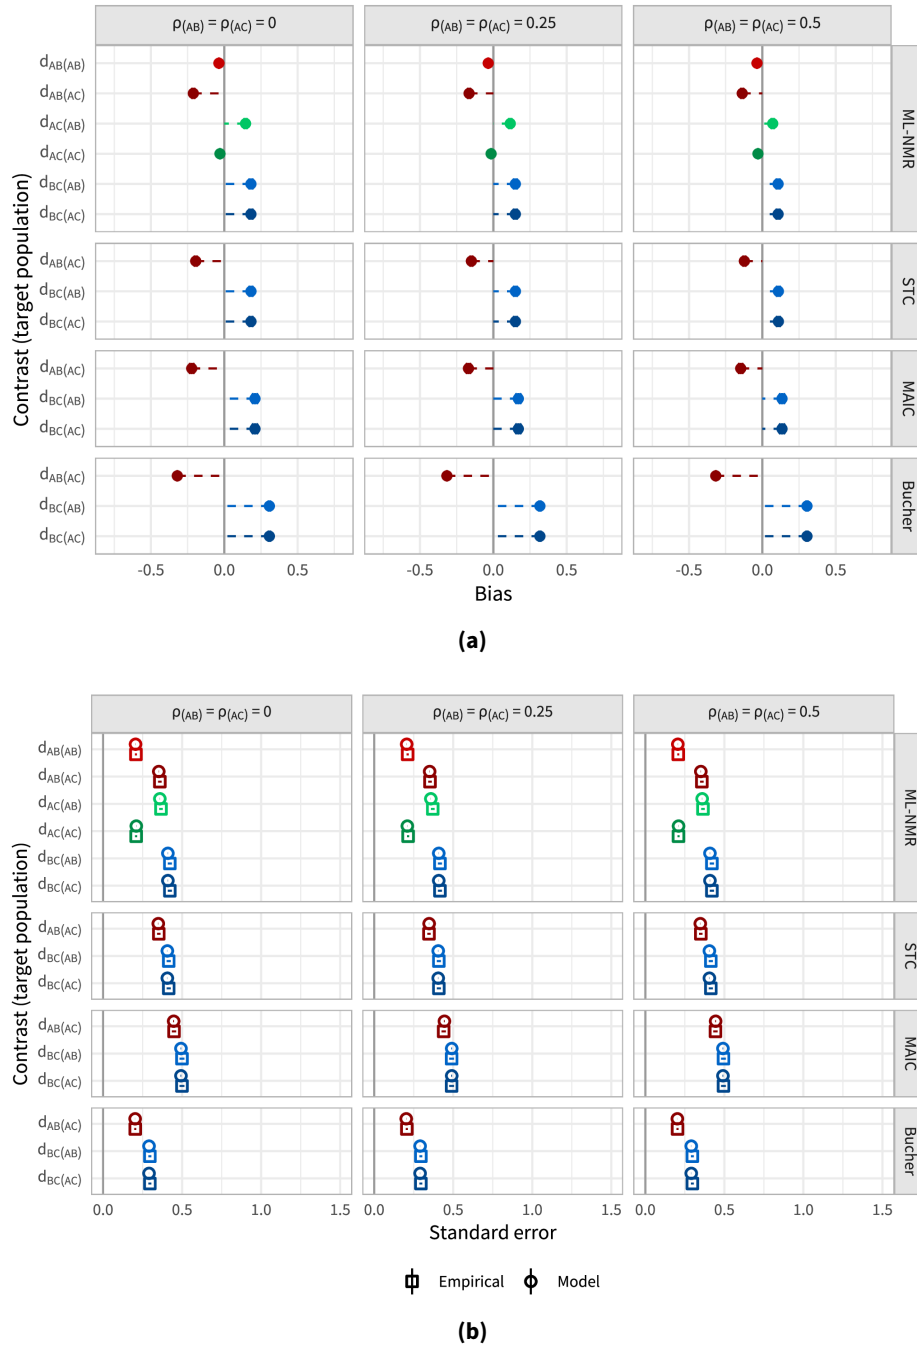 ρ(AB) = ρ(AC) = 0
ρ(AB) = ρ(AC) = 0.25
ρ(AB) = ρ(AC) = 0.5
Contrast (target population)
dAB(AB)
dAB(AC)
dAC(AB)
dAC(AC)
dBC(AB)
dBC(AC)
ML-NMR
dAB(AC)
dBC(AB)
dBC(AC)
STC
dAB(AC)
dBC(AB)
dBC(AC)
MAIC
dAB(AC)
dBC(AB)
dBC(AC)
Bucher
-0.5 0.0 0.5 -0.5 0.0 0.5 -0.5 0.0 0.5
Bias
(a)
ρ(AB) = ρ(AC) = 0
ρ(AB) = ρ(AC) = 0.25
ρ(AB) = ρ(AC) = 0.5
Contrast (target population)
dAB(AB)
dAB(AC)
dAC(AB)
dAC(AC)
dBC(AB)
dBC(AC)
ML-NMR
dAB(AC)
dBC(AB)
dBC(AC)
STC
dAB(AC)
dBC(AB)
dBC(AC)
MAIC
dAB(AC)
dBC(AB)
dBC(AC)
Bucher
0.0 0.5 1.0 1.5 0.0 0.5 1.0 1.5 0.0 0.5 1.0 1.5
Standard error
Empirical Model
(b)